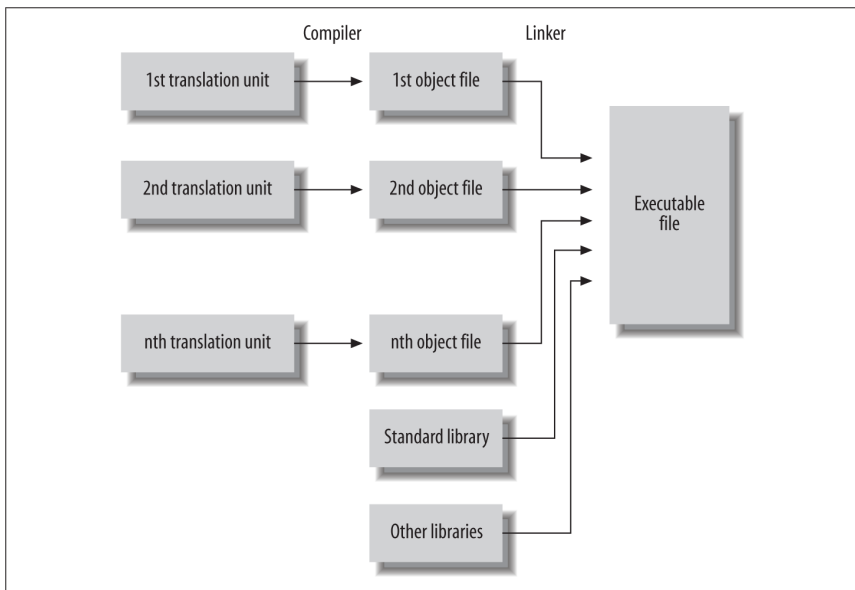 Compiler
Linker
1st translation unit
1st object file
2nd translation unit
2nd object file
Executable
file
nth translation unit
nth object file
Standard library
Other libraries